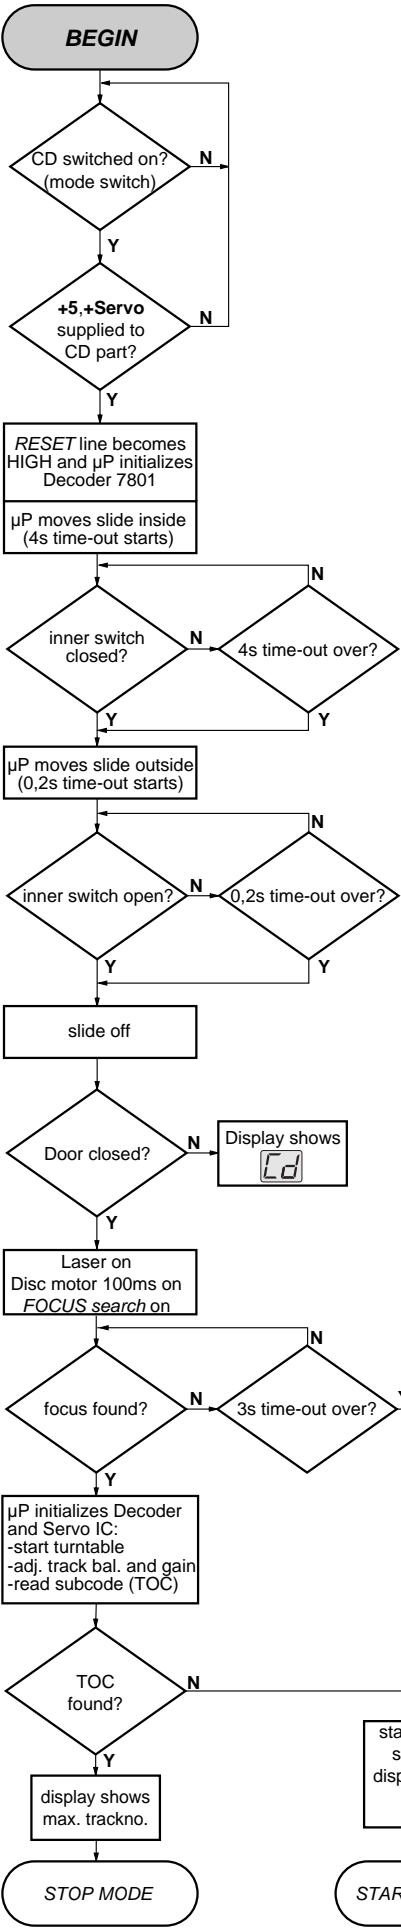 BEGIN
CD switched on?
(mode switch)
N
Y
+5,+Servo
supplied to
CD part?
N
Y
RESET line becomes
HIGH and µP initializes
Decoder 7801
µP moves slide inside
(4s time-out starts)
N
inner switch
closed?
N
4s time-out over?
Y
Y
µP moves slide outside
(0,2s time-out starts)
N
inner switch open?
N
0,2s time-out over?
Y
Y
slide off
Door closed?
N
Display shows
Cd
Y
Laser on
Disc motor 100ms on
FOCUS search on
N
focus found?
N
3s time-out over?
Y
µP initializes Decoder
and Servo IC:
-start turntable
-adj. track bal. and gain
-read subcode (TOC)
TOC
found?
N
Y
display shows
max. trackno.
STOP MODE